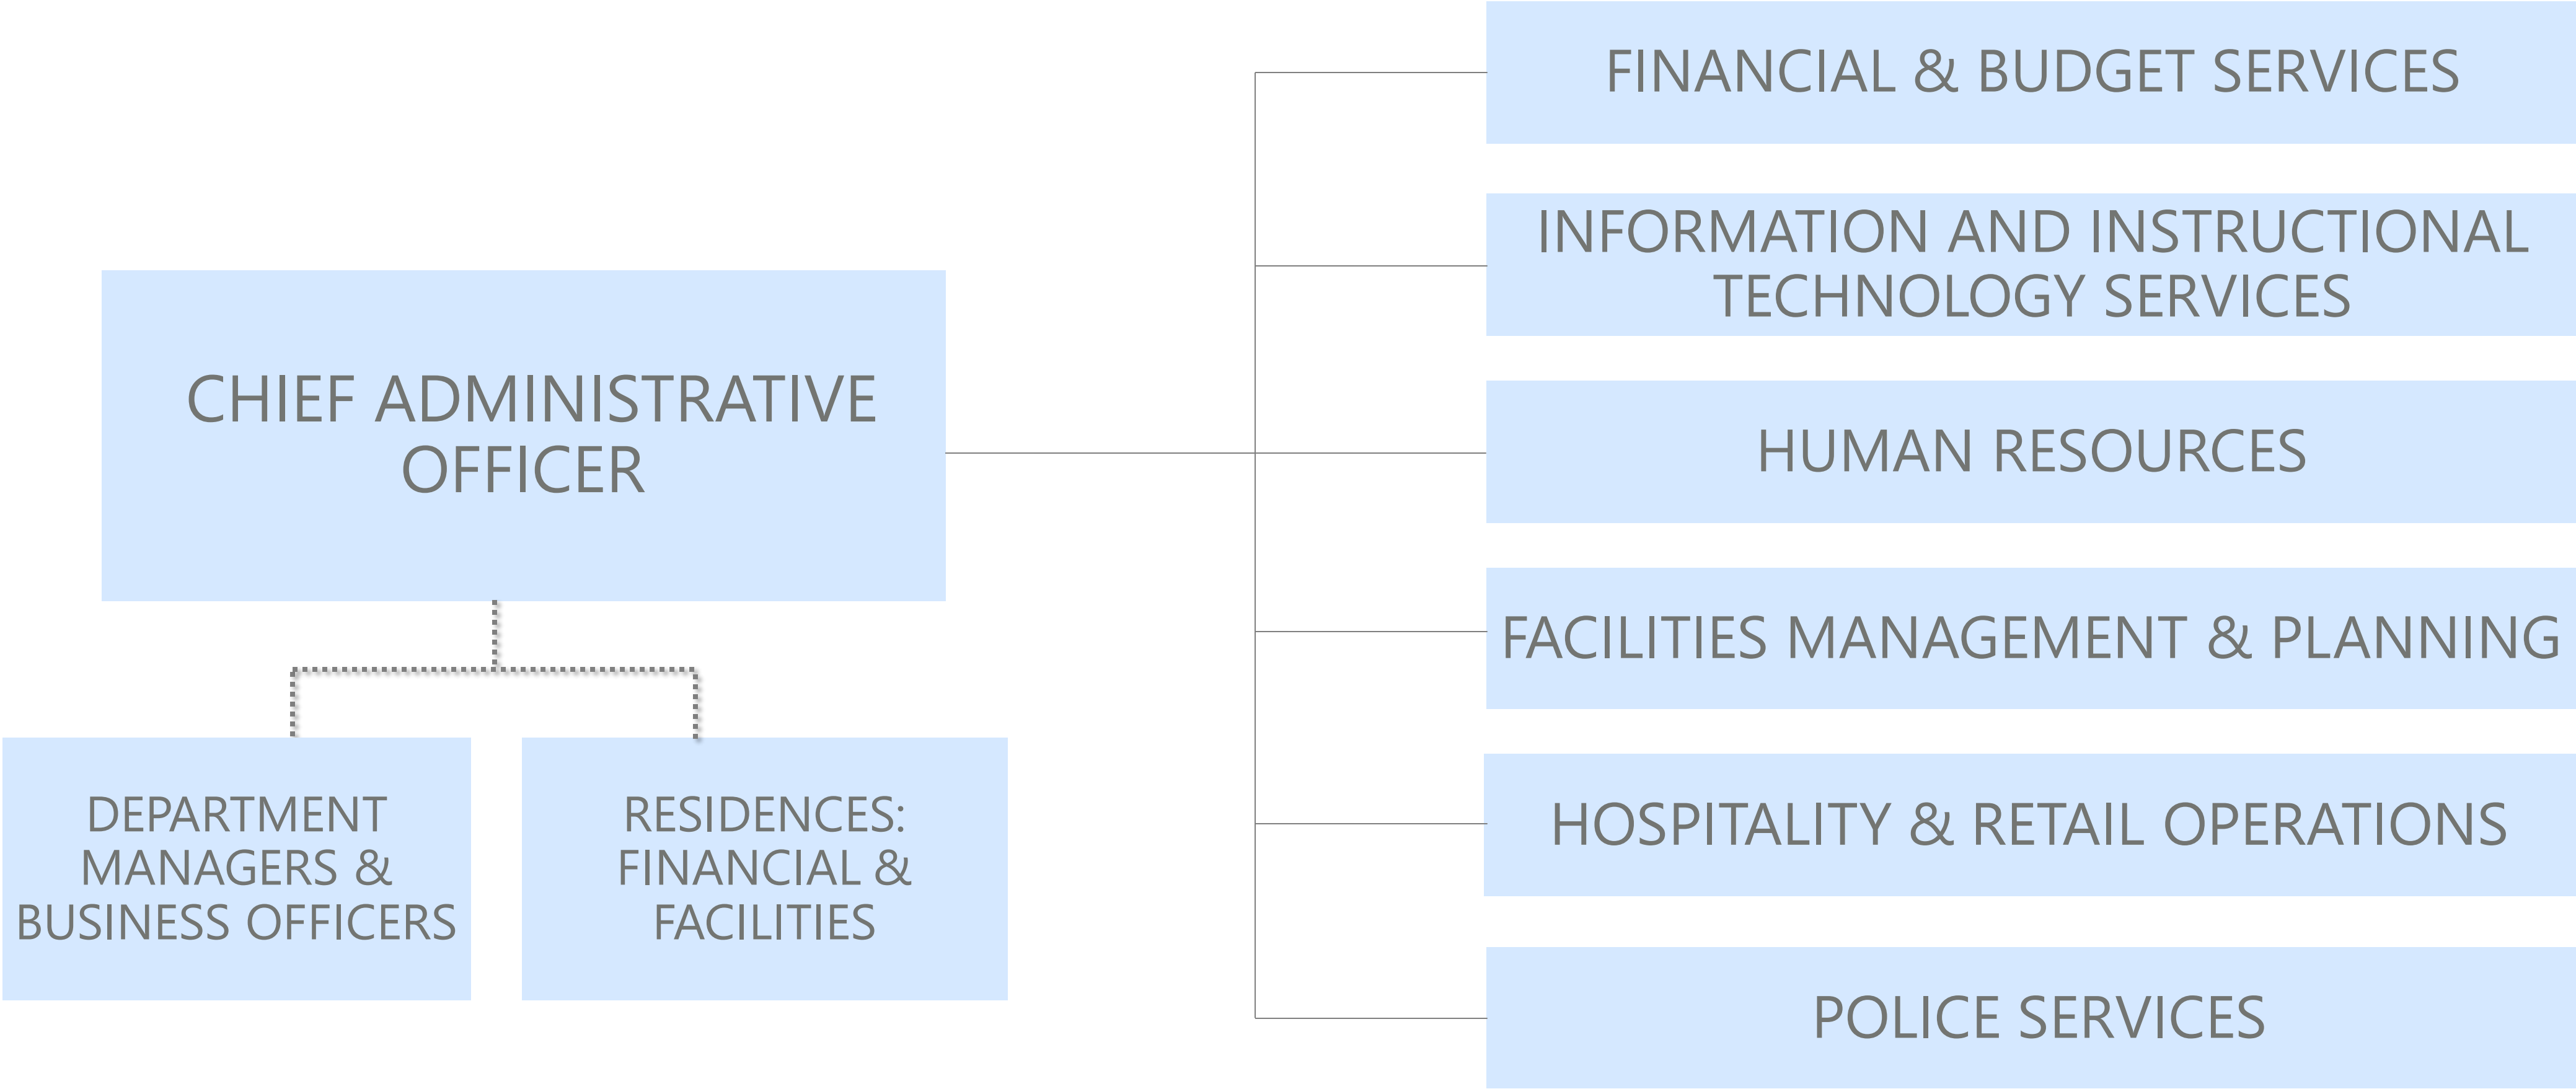 FINANCIAL & BUDGET SERVICES
INFORMATION AND INSTRUCTIONAL
TECHNOLOGY SERVICES
CHIEF ADMINISTRATIVE
OFFICER
HUMAN RESOURCES
FACILITIES MANAGEMENT & PLANNING
DEPARTMENT
MANAGERS &
BUSINESS OFFICERS
RESIDENCES:
FINANCIAL &
FACILITIES
HOSPITALITY & RETAIL OPERATIONS
POLICE SERVICES